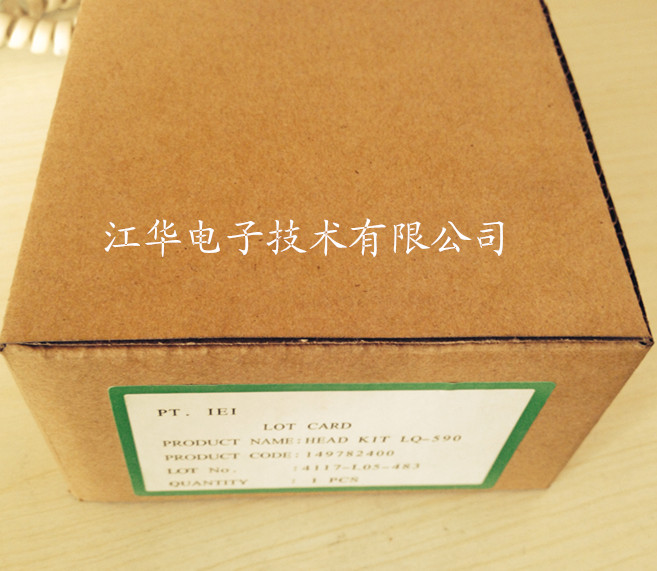 江华电子技术有限公司
PT. IEI
LOT CARD
PRODUCT NAME:HEAD KIT LQ-590
PRODUCT CODE:149782400
LOT No. :4117-L05-483
QUANTITY : 1 PCS